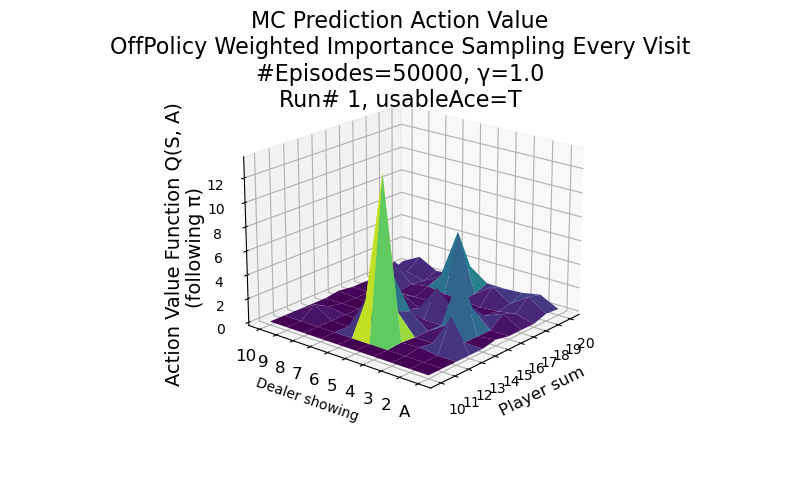 MC Prediction Action Value
OffPolicy Weighted Importance Sampling Every Visit
#Episodes=50000, γ=1.0
Run# 1, usableAce=T
Action Value Function Q(S, A)
(following π)
12
10
8
6
4
2
0
10 9 8 7 6 5 4 3 2 A
Dealer showing
10 11 12 13 14 15 16 17 18 19 20
Player sum